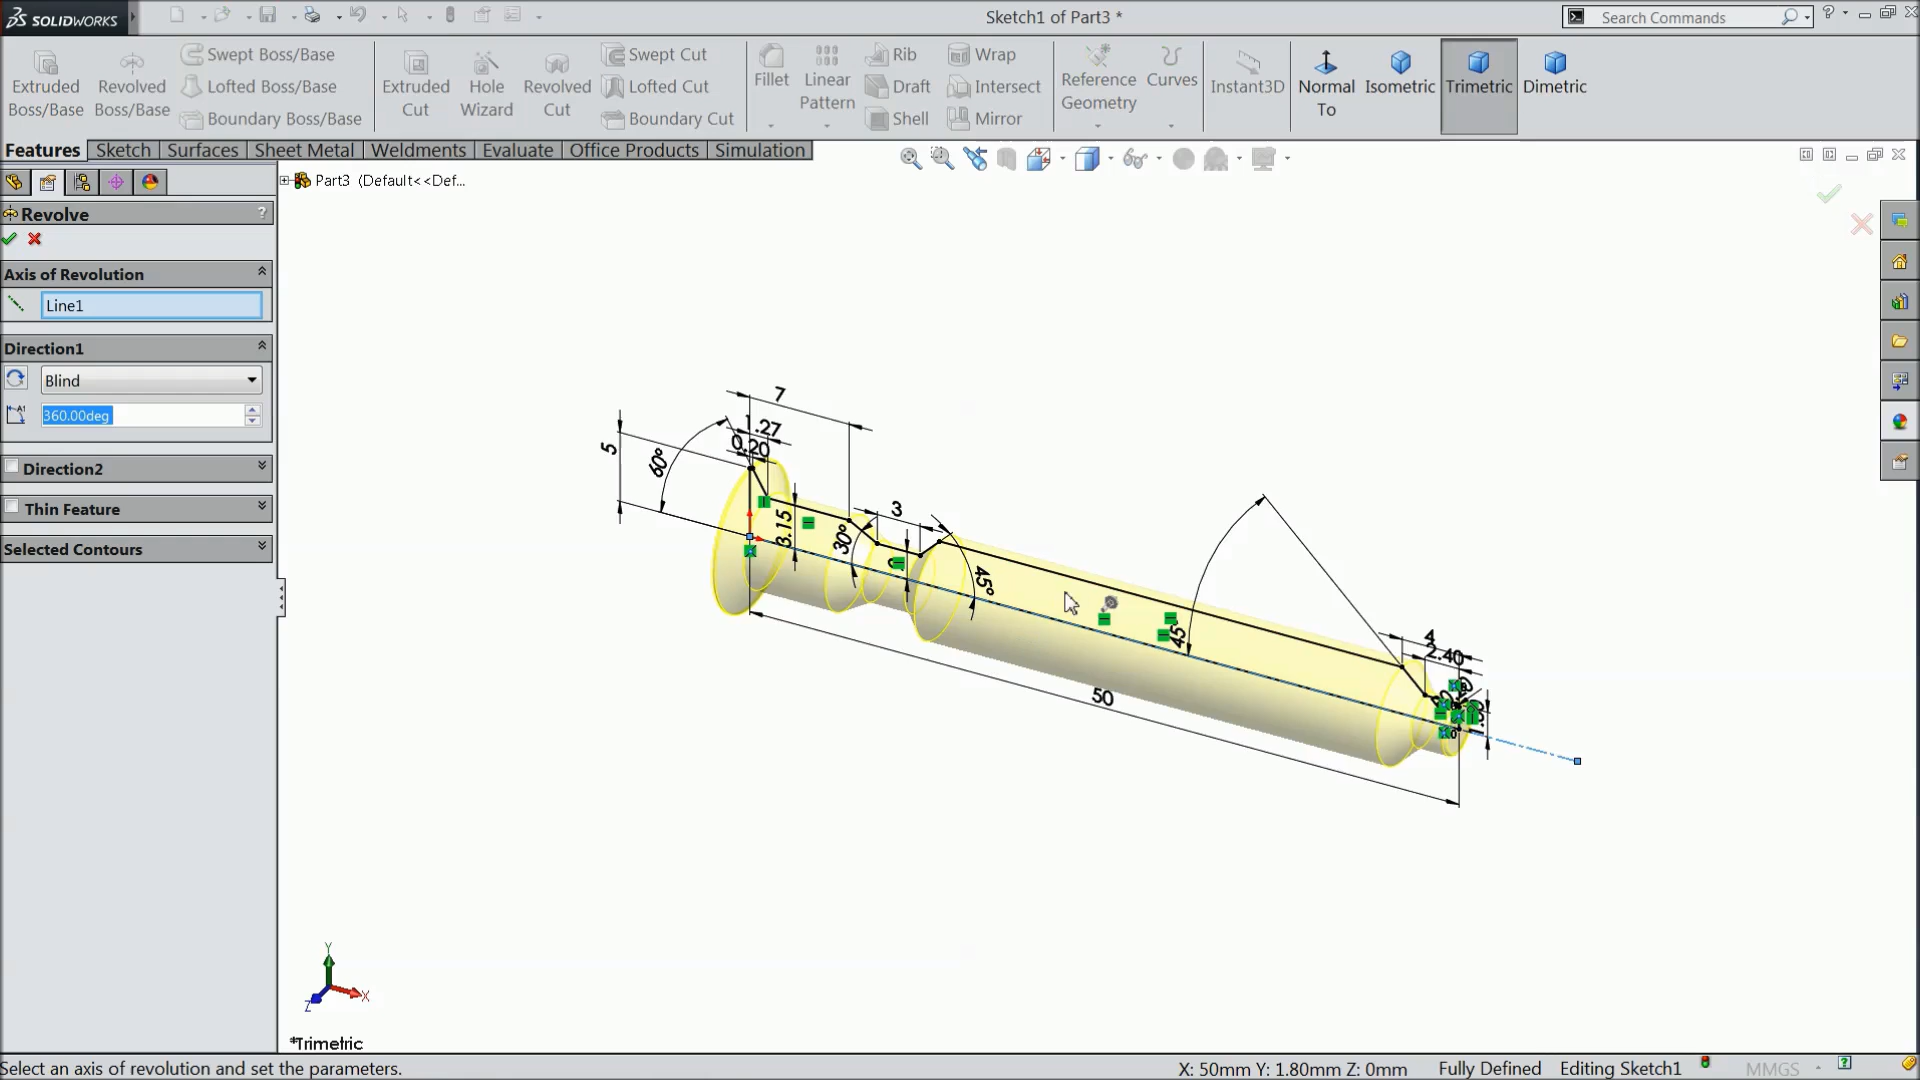 SOLIDWORKS
Sketch1 of Part3 *
Search Commands
Extruded Boss/Base
Revolved Boss/Base
Swept Boss/Base
Lofted Boss/Base
Boundary Boss/Base
Extruded Cut
Hole Wizard
Revolved Cut
Swept Cut
Lofted Cut
Boundary Cut
Fillet
Linear Pattern
Rib
Draft
Shell
Wrap
Intersect
Mirror
Reference Geometry
Curves
Instant3D
Normal To
Isometric
Trimetric
Dimetric
Features
Sketch
Surfaces
Sheet Metal
Weldments
Evaluate
Office Products
Simulation
Part3 (Default<<Def...
Revolve
?
Axis of Revolution
Line1
Direction1
Blind
360.00deg
Direction2
Thin Feature
Selected Contours
7
1.27
0.20
5
60°
3.15
30°
3
45°
45
50
4
2.40
Y
X
Z
*Trimetric
Select an axis of revolution and set the parameters.
X: 50mm Y: 1.80mm Z: 0mm
Fully Defined
Editing Sketch1
MMGS